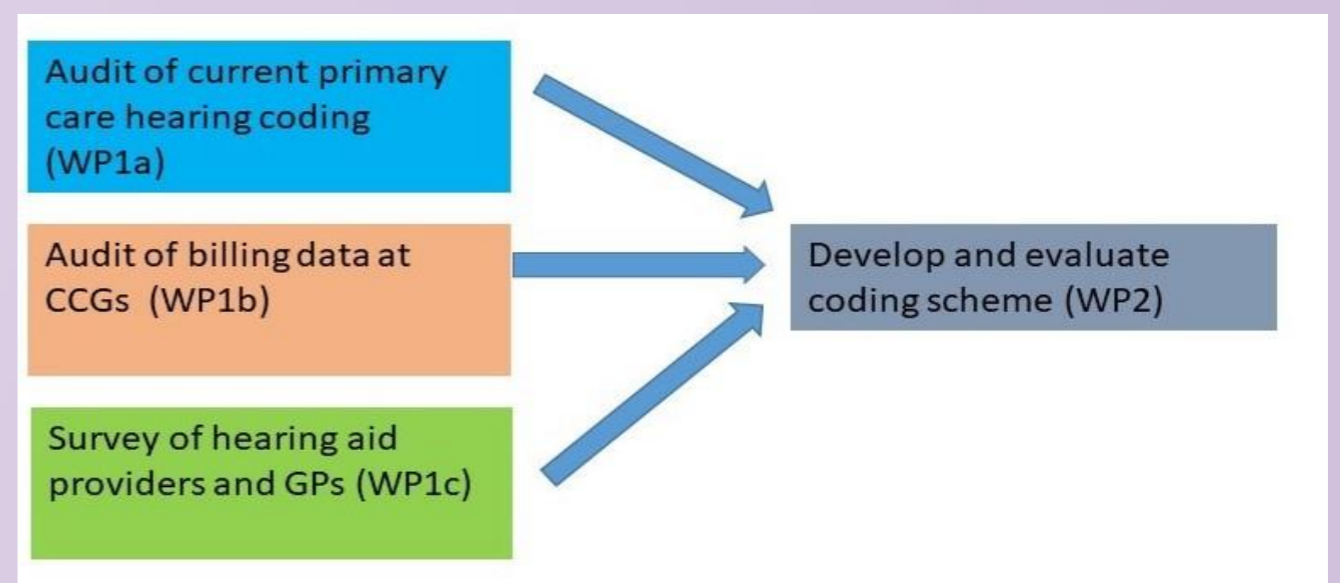 Audit of current primary
care hearing coding
(WP1a)
Audit of billing data at
CCGs (WP1b)
Survey of hearing aid
providers and GPs (WP1c)
Develop and evaluate
coding scheme (WP2)